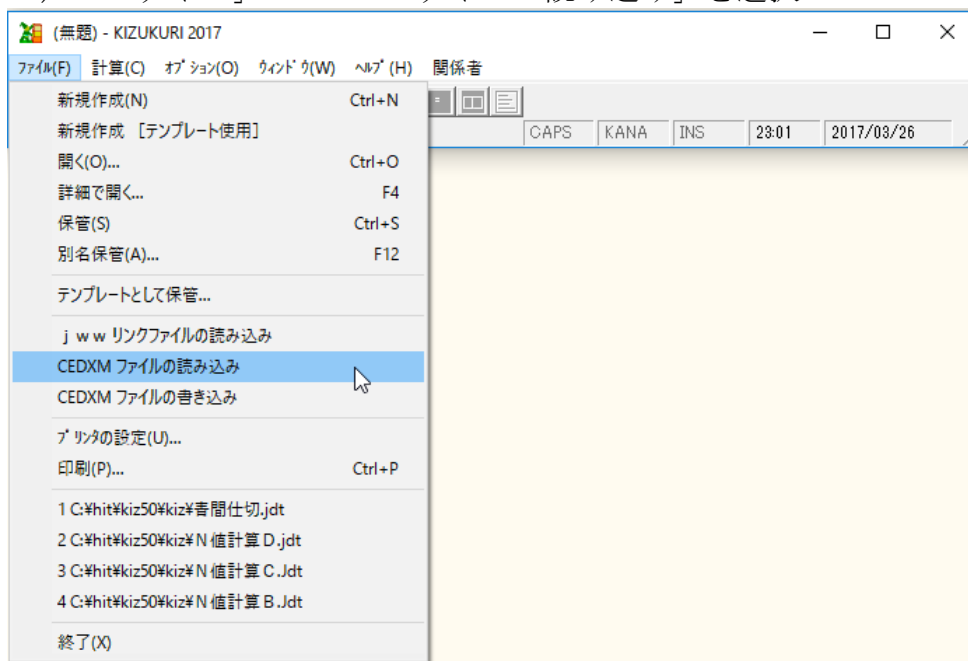 (無題) - KIZUKURI 2017
ﾌｧｲﾙ(F) 計算(C) ｵﾌﾟｼｮﾝ(O) ｳｨﾝﾄﾞｳ(W) ﾍﾙﾌﾟ(H) 関係者
CAPS KANA INS 23:01 2017/03/26
新規作成(N) Ctrl+N
新規作成 ［テンプレート使用］
開く(O)... Ctrl+O
詳細で開く... F4
保管(S) Ctrl+S
別名保管(A)... F12
テンプレートとして保管...
ｊｗｗ リンクファイルの読み込み
CEDXM ファイルの読み込み
CEDXM ファイルの書き込み
ﾌﾟﾘﾝﾀの設定(U)...
印刷(P)... Ctrl+P
1 C:¥hit¥kiz50¥kiz¥書間仕切.jdt
2 C:¥hit¥kiz50¥kiz¥Ｎ値計算Ｄ.jdt
3 C:¥hit¥kiz50¥kiz¥Ｎ値計算Ｃ.Jdt
4 C:¥hit¥kiz50¥kiz¥Ｎ値計算Ｂ.Jdt
終了(X)